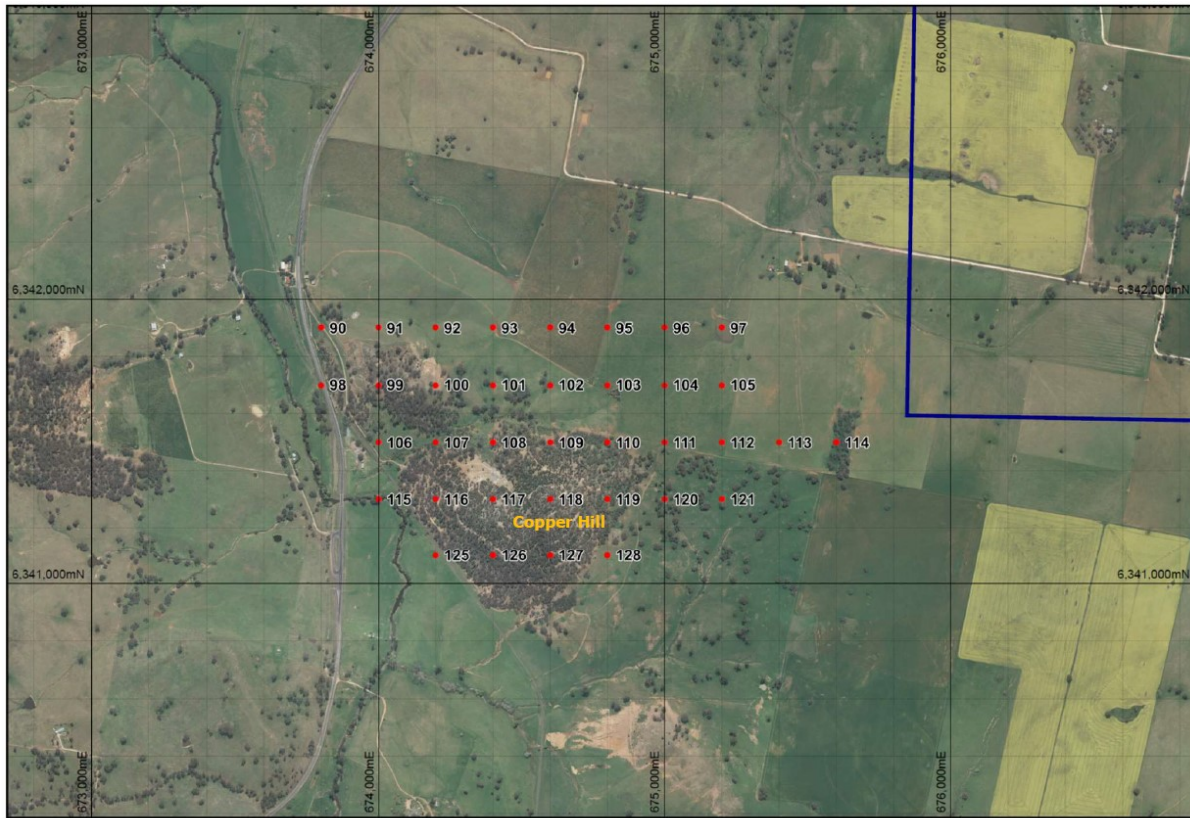 673,000mE
674,000mE
675,000mE
676,000mE
6,342,000mN
6,342,000mN
90 91 92 93 94 95 96 97
98 99 100 101 102 103 104 105
106 107 108 109 110 111 112 113 114
115 116 117 118 119 120 121
Copper Hill
125 126 127 128
6,341,000mN
6,341,000mN
673,000mE
674,000mE
675,000mE
676,000mE